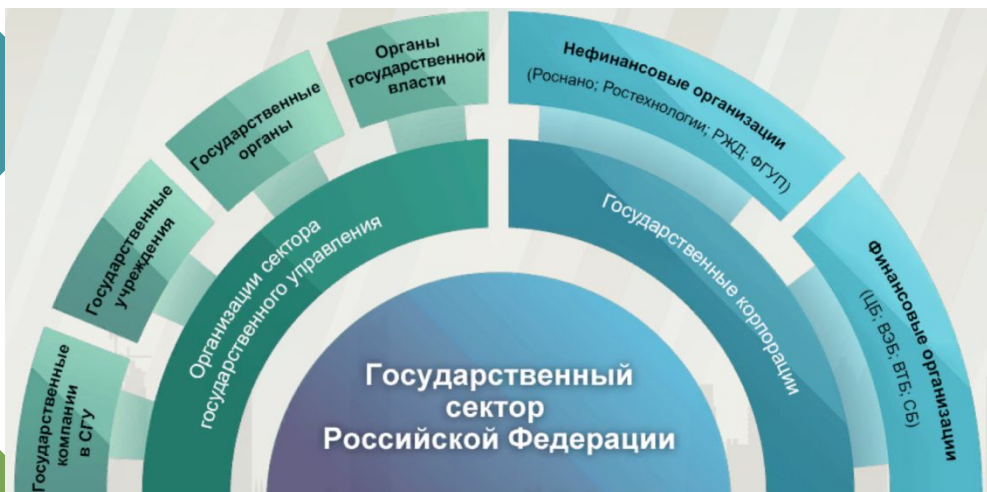 Органы
государственной
власти
Государственные
органы
Государственные
учреждения
Государственные
компании
в СГУ
Организации сектора
государственного управления
Нефинансовые организации
(Роснано; Ростехнологии; РЖД; ФГУП)
Финансовые организации
(ЦБ; ВЭБ; ВТБ; СБ)
Государственные корпорации
Государственный
сектор
Российской Федерации